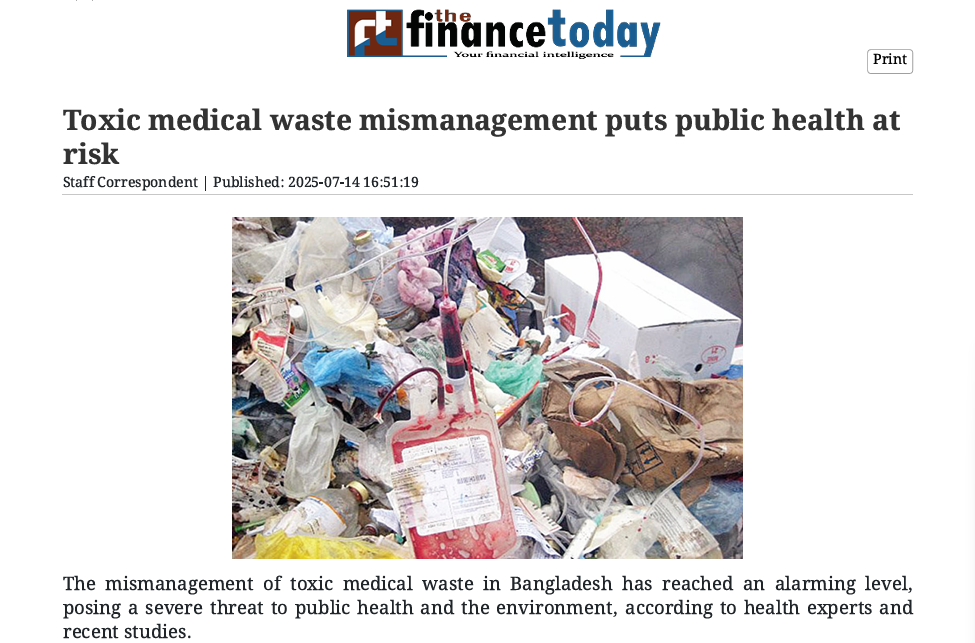 the
finance today
Your financial intelligence
Print
Toxic medical waste mismanagement puts public health at
risk
Staff Correspondent | Published: 2025-07-14 16:51:19
The mismanagement of toxic medical waste in Bangladesh has reached an alarming level,
posing a severe threat to public health and the environment, according to health experts and
recent studies.